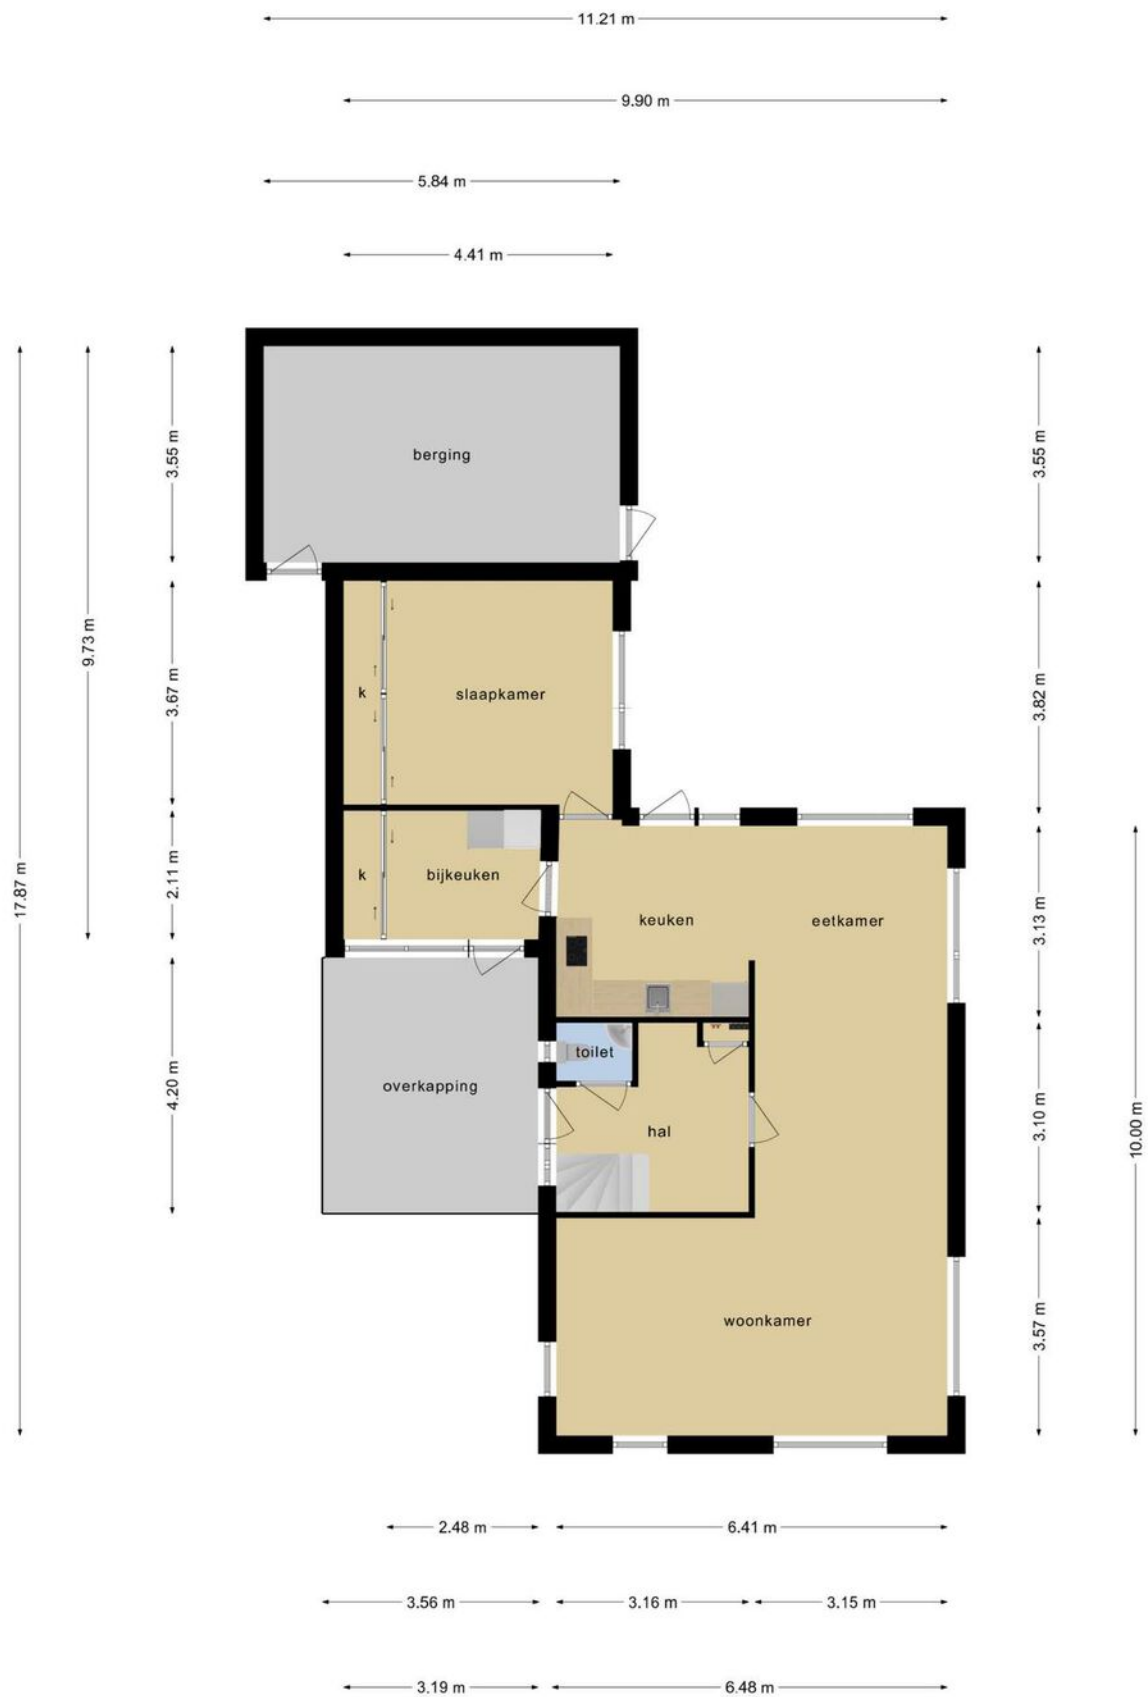 11.21 m
9.90 m
5.84 m
4.41 m
berging
3.55 m
3.55 m
9.73 m
3.67 m
k
slaapkamer
3.82 m
17.87 m
2.11 m
k
bijkeuken
keuken
eetkamer
3.13 m
toilet
overkapping
4.20 m
hal
3.10 m
10.00 m
woonkamer
3.57 m
2.48 m
6.41 m
3.56 m
3.16 m
3.15 m
3.19 m
6.48 m